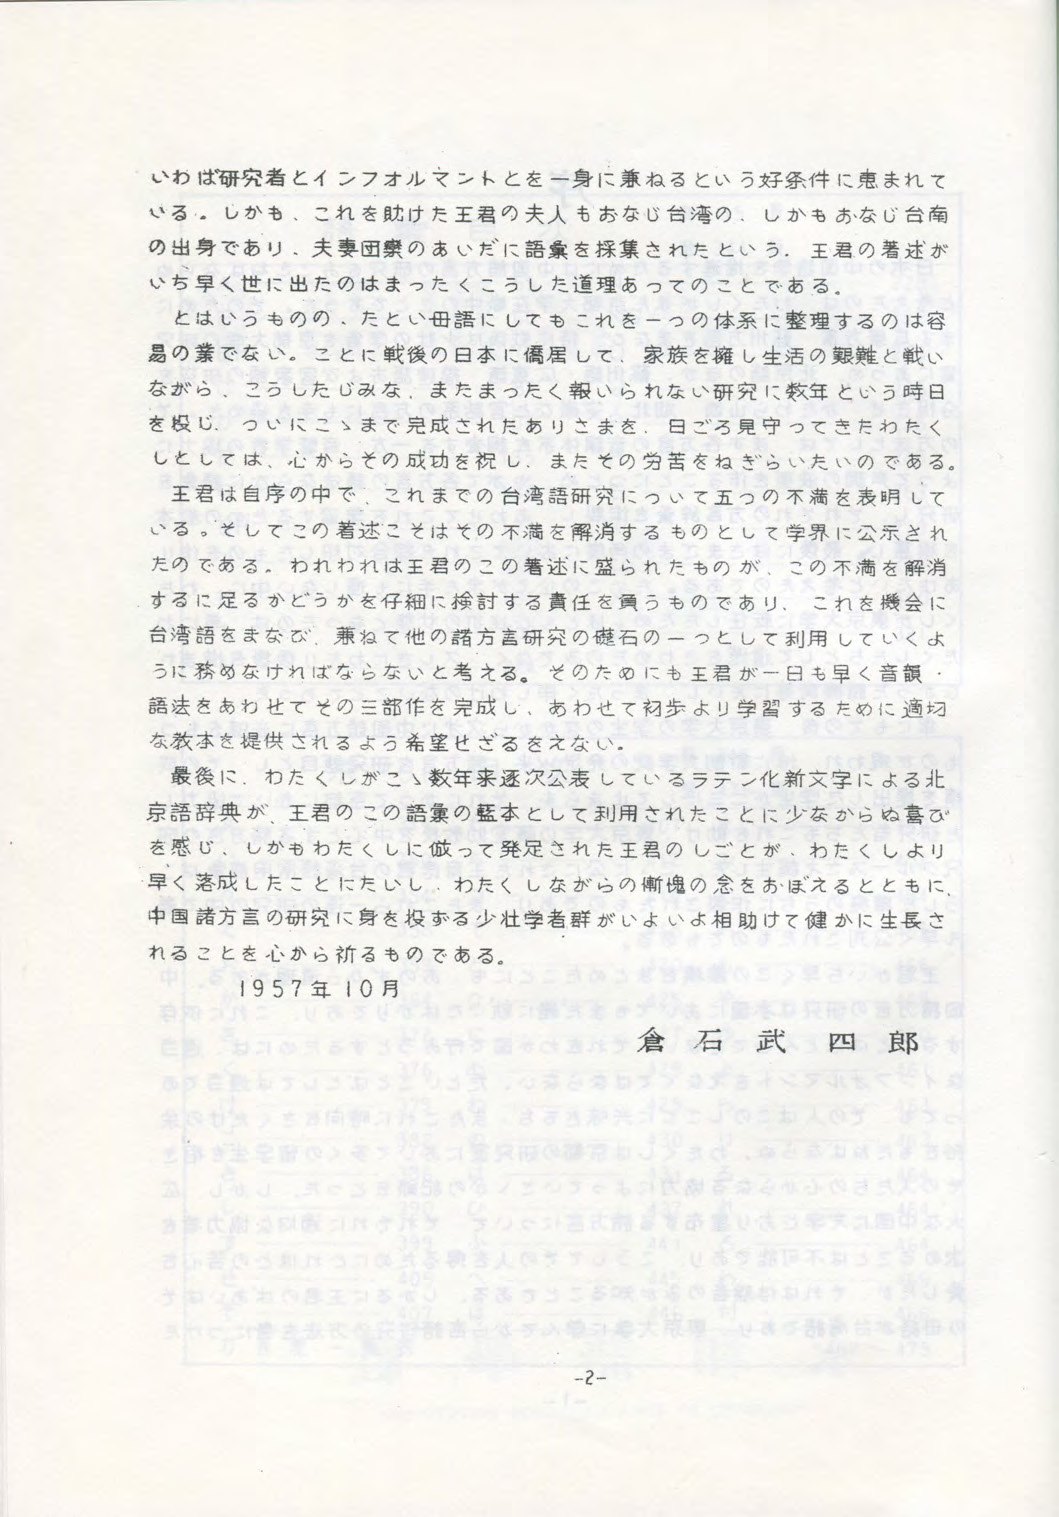 いわば研究者とインフオルマントとを一身に兼ねるという好条件に恵まれて
いる。しかも、これを助けた王君の夫人もおなじ台湾の、しかもおなじ台南
の出身であり、夫妻団欒のあいだに語彙を採集されたという。王君の著述が
いち早く世に出たのはまったくこうした道理あってのことである。
とはいうものの、たとい母語にしてもこれを一つの体系に整理するのは容
易の業でない。ことに戦後の日本に僑居して、家族を擁し生活の艱難と戦い
ながら、こうしたじみな、またまったく報いられない研究に数年という時日
を投じ、ついにこゝまで完成されたありさまを、日ごろ見守ってきたわたく
しとしては、心からその成功を祝し、またその労苦をねぎらいたいのである。
王君は自序の中で、これまでの台湾語研究について五つの不満を表明して
いる。そしてこの著述こそはその不満を解消するものとして学界に公示され
たのである。われわれは王君のこの著述に盛られたものが、この不満を解消
するに足るかどうかを仔細に検討する責任を負うものであり、これを機会に
台湾語をまなび、兼ねて他の諸方言研究の礎石の一つとして利用していくよ
うに務めなければならないと考える。そのためにも王君が一日も早く音韻・
語法をあわせてその三部作を完成し、あわせて初歩より学習するために適切
な教本を提供されるよう希望せざるをえない。
最後に、わたくしがこゝ数年来逐次公表しているラテン化新文字による北
京語辞典が、王君のこの語彙の藍本として利用されたことに少なからぬ喜び
を感じ、しかもわたくしに倣って発足された王君のしごとが、わたくしより
早く落成したことにたいし、わたくしながらの慚愧の念をおぼえるとともに、
中国諸方言の研究に身を投ずる少壮学者群がいよいよ相助けて健かに生長さ
れることを心から祈るものである。
1957年10月
倉石武四郎
-2-